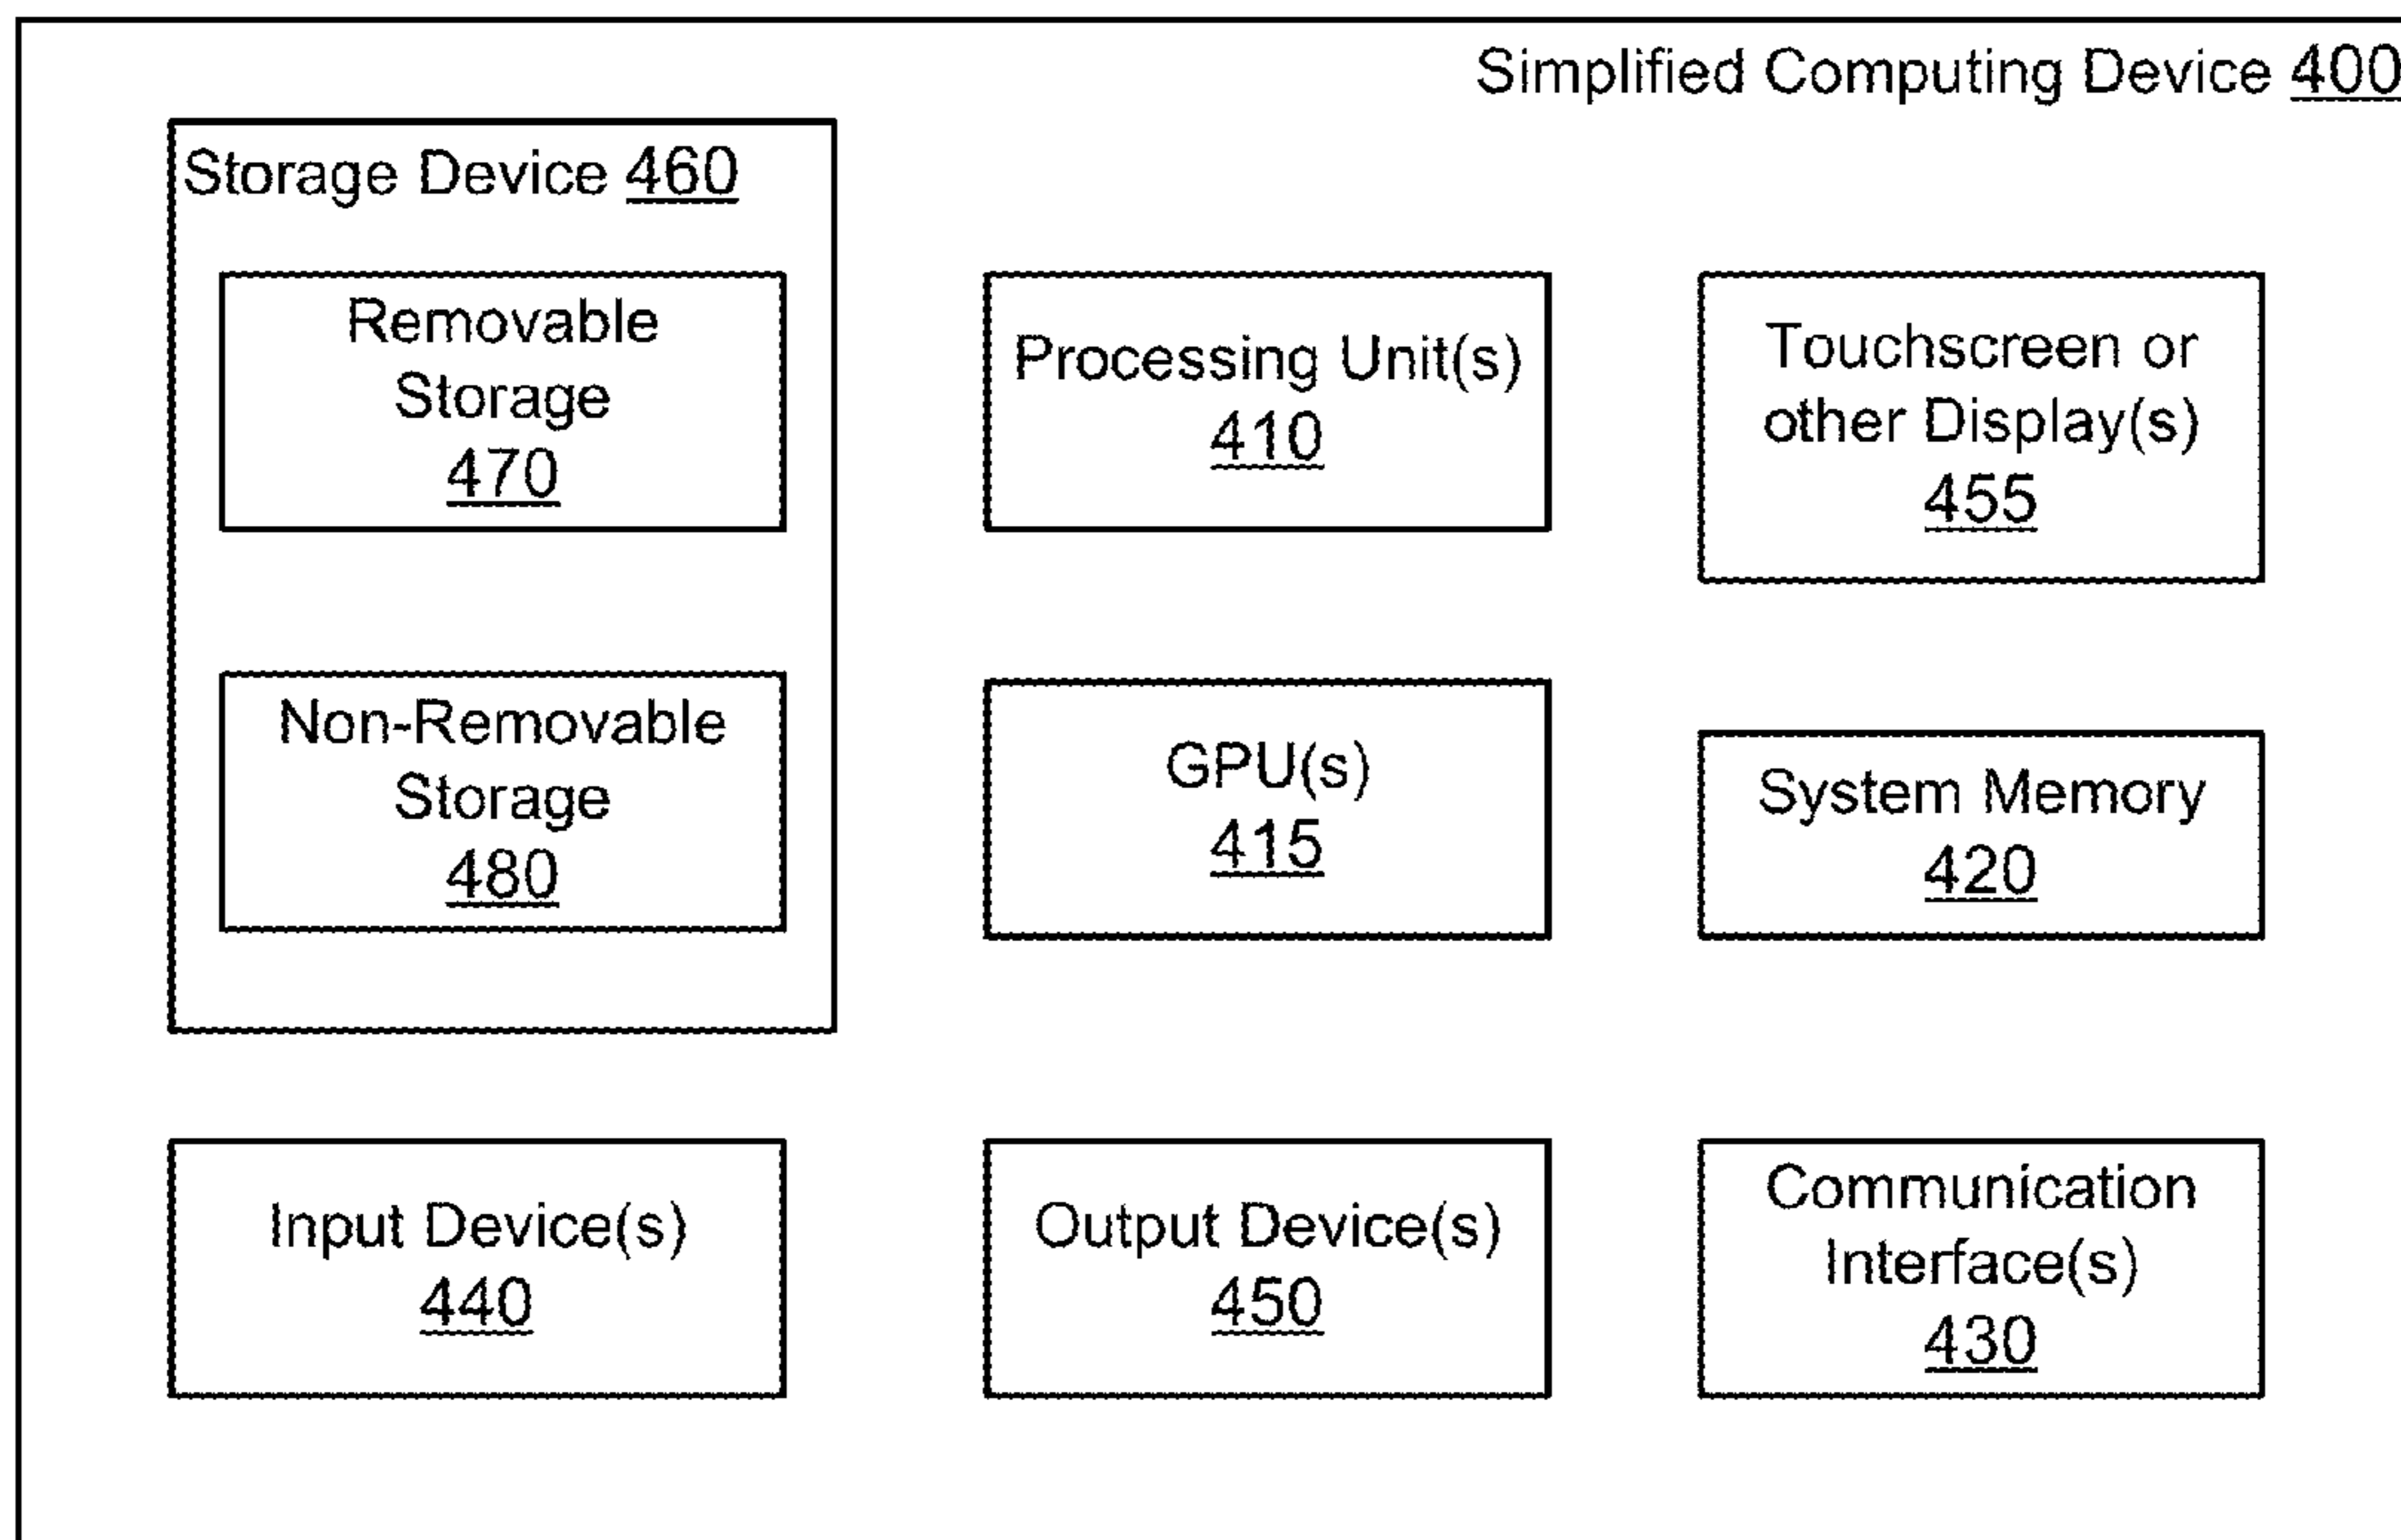 Simplified Computing Device 400
Storage Device 460
Removable
Storage
470
Processing Unit(s)
410
Touchscreen or
other Display(s)
455
Non-Removable
Storage
480
GPU(s)
415
System Memory
420
Input Device(s)
440
Output Device(s)
450
Communication
Interface(s)
430